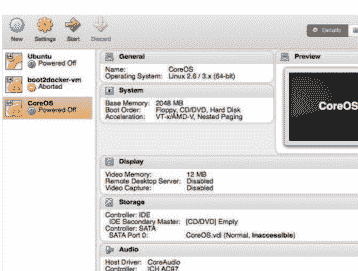 New Settings Start Discard
Details
Ubuntu
Powered Off
boot2docker-vm
Aborted
CoreOS
Powered Off
General
Name: CoreOS
Operating System: Linux 2.6 / 3.x (64-bit)
System
Base Memory: 2048 MB
Boot Order: Floppy, CD/DVD, Hard Disk
Acceleration: VT-x/AMD-V, Nested Paging
Preview
CoreOS
Display
Video Memory: 12 MB
Remote Desktop Server: Disabled
Video Capture: Disabled
Storage
Controller: IDE
IDE Secondary Master: [CD/DVD] Empty
Controller: SATA
SATA Port 0: CoreOS.vdi (Normal, Inaccessible)
Audio
Host Driver: CoreAudio
Controller: ICH AC97